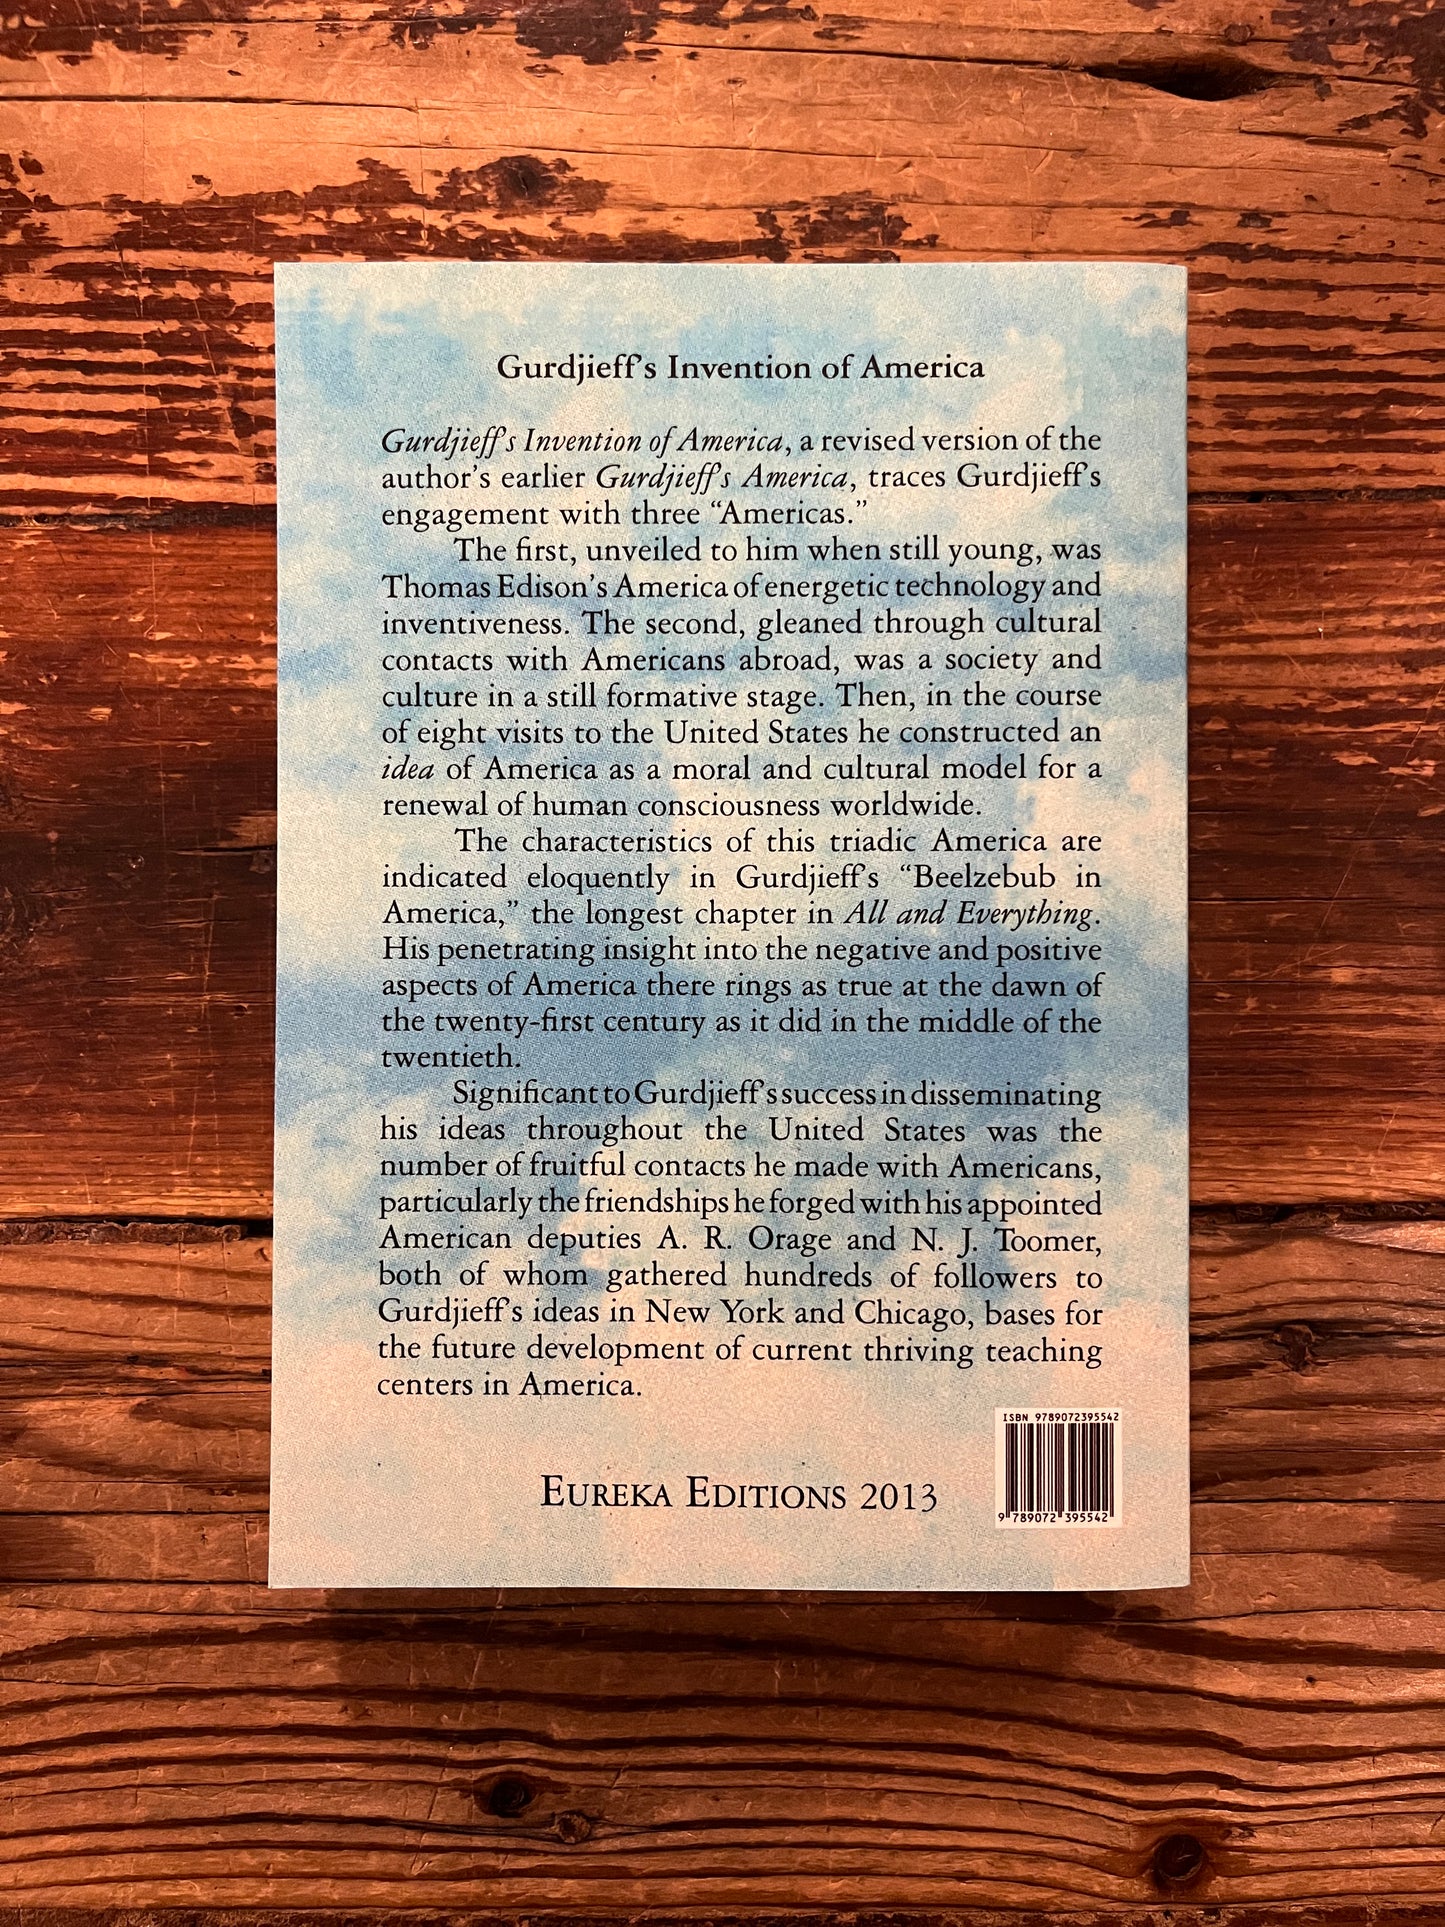 Gurdjieff's Invention of America
Gurdjieff's Invention of America, a revised version of the
author's earlier Gurdjieff's America, traces Gurdjieff's
engagement with three “Americas.”
The first, unveiled to him when still young, was
Thomas Edison's America of energetic technology and
inventiveness. The second, gleaned through cultural
contacts with Americans abroad, was a society and
culture in a still formative stage. Then, in the course
of eight visits to the United States he constructed an
idea of America as a moral and cultural model for a
renewal of human consciousness worldwide.
The characteristics of this triadic America are
indicated eloquently in Gurdjieff's “Beelzebub in
America,” the longest chapter in All and Everything.
His penetrating insight into the negative and positive
aspects of America there rings as true at the dawn of
the twenty-first century as it did in the middle of the
twentieth.
Significant to Gurdjieff's success in disseminating
his ideas throughout the United States was the
number of fruitful contacts he made with Americans,
particularly the friendships he forged with his appointed
American deputies A. R. Orage and N. J. Toomer,
both of whom gathered hundreds of followers to
Gurdjieff's ideas in New York and Chicago, bases for
the future development of current thriving teaching
centers in America.
ISBN 9789072395542
EUREKA EDITIONS 2013
9 789072 395542